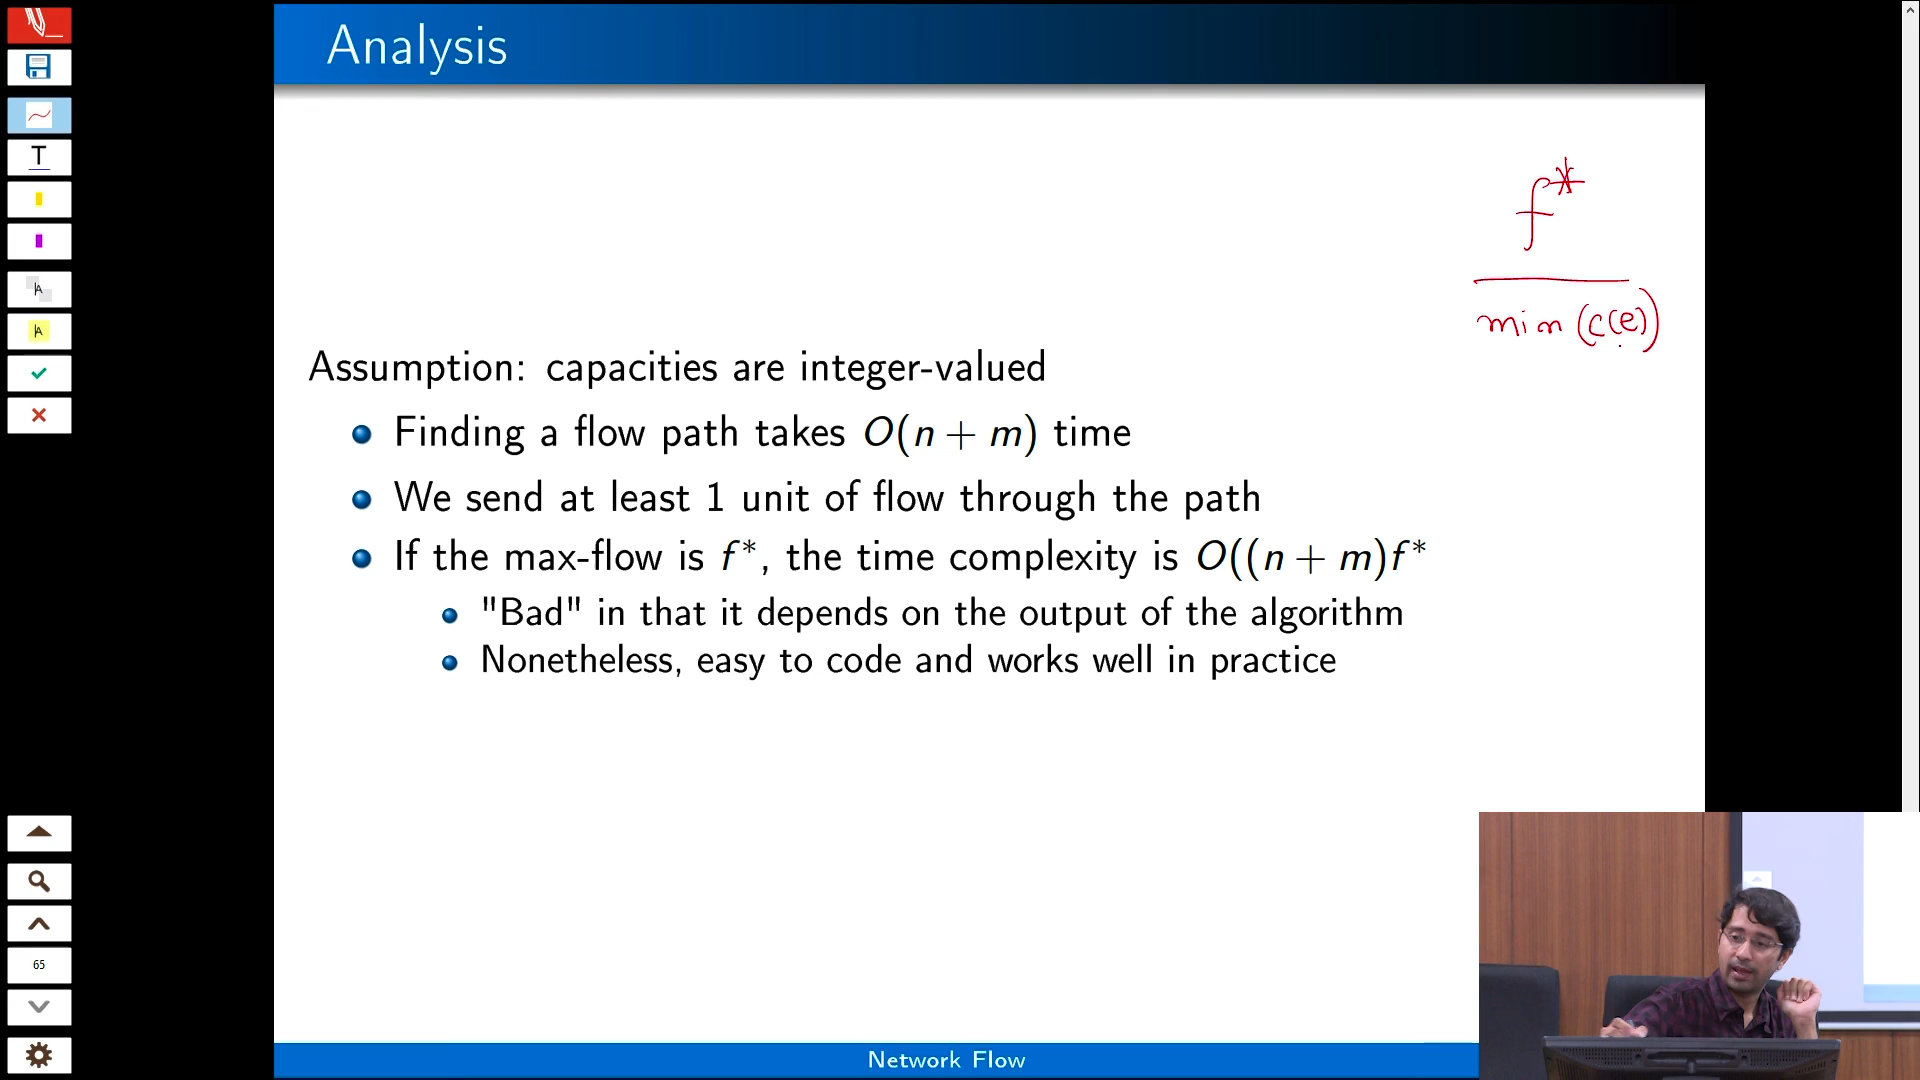 Analysis
f*
min (c(e))
Assumption: capacities are integer-valued
Finding a flow path takes O(n + m) time
We send at least 1 unit of flow through the path
If the max-flow is f*, the time complexity is O((n + m)f*
"Bad" in that it depends on the output of the algorithm
Nonetheless, easy to code and works well in practice
T
A
A
65
Network Flow